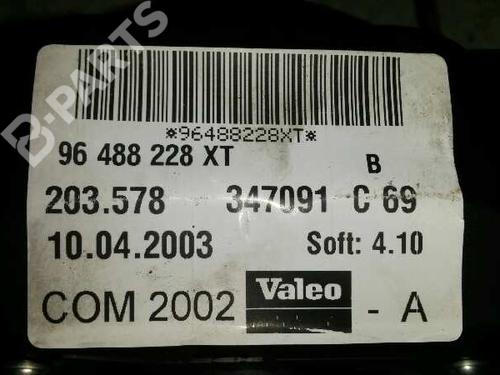 *96488228XT*
96 488 228 XT B
203.578 347091 C 69
10.04.2003 Soft: 4.10
COM 2002 Valeo - A
B-PARTS